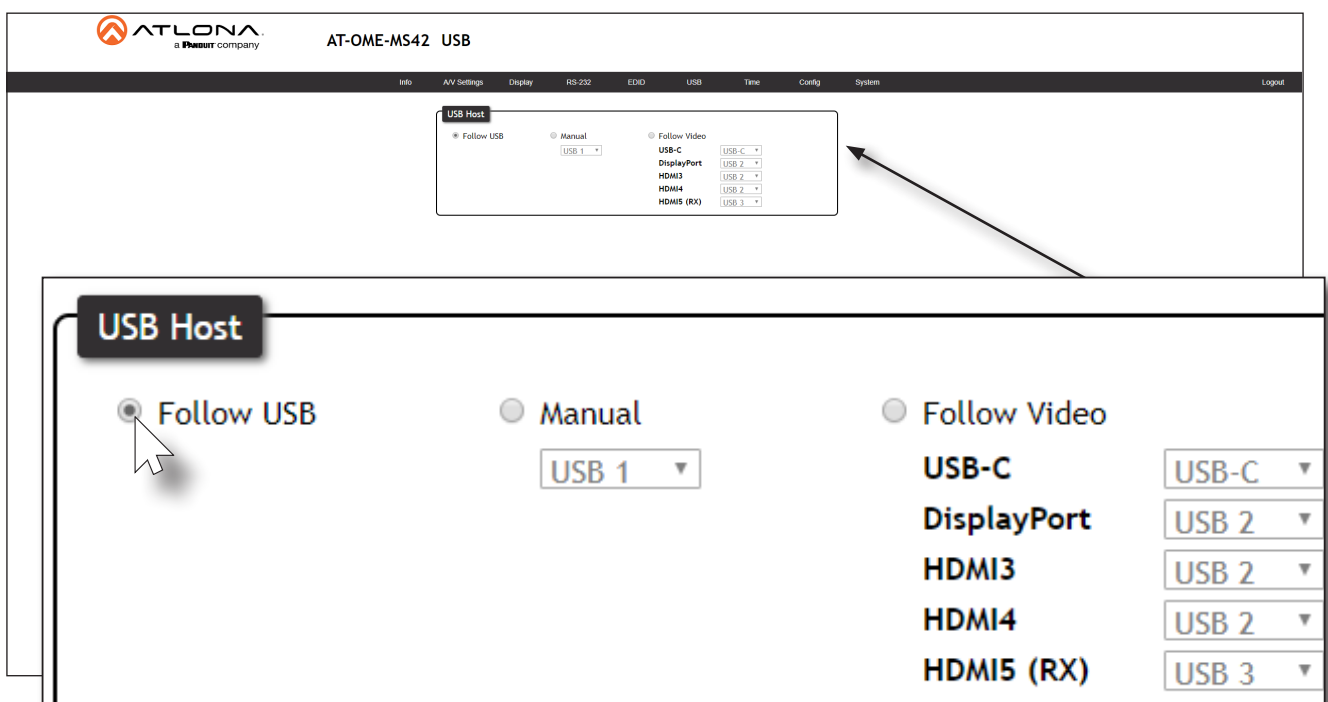 ATLONA.
a PANDUIT company
AT-OME-MS42 USB
Info A/V Settings Display RS-232 EDID USB Time Config System Logout
USB Host
Follow USB Manual Follow Video
USB 1 USB-C USB-C
DisplayPort USB 2
HDMI3 USB 2
HDMI4 USB 2
HDMI5 (RX) USB 3
USB Host
Follow USB Manual Follow Video
USB 1 USB-C USB-C
DisplayPort USB 2
HDMI3 USB 2
HDMI4 USB 2
HDMI5 (RX) USB 3